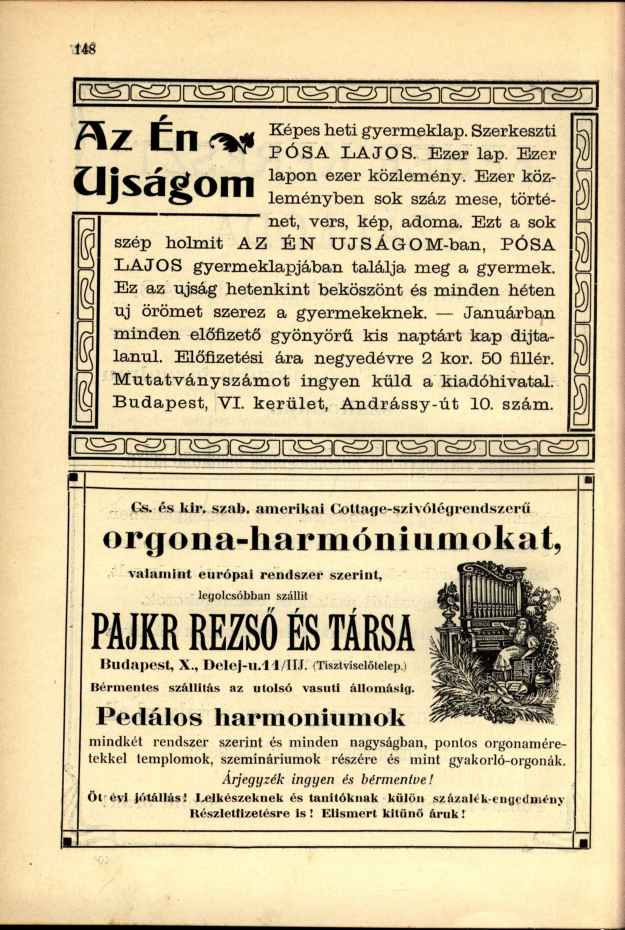 148
Az Én
Ujságom
Képes heti gyermeklap. Szerkeszti
PÓSA LAJOS. Ezer lap. Ezer
lapon ezer közlemény. Ezer köz-
leményben sok száz mese, törté-
net, vers, kép, adoma. Ezt a sok
szép holmit AZ ÉN UJSÁGOM-ban, PÓSA
LAJOS gyermeklapjában találja meg a gyermek.
Ez az ujság hetenkint beköszönt és minden héten
uj örömet szerez a gyermekeknek. — Januárban
minden előfizető gyönyörű kis naptárt kap dijta-
lanul. Előfizetési ára negyedévre 2 kor. 50 fillér.
Mutatványszámot ingyen küld a kiadóhivatal.
Budapest, VI. kerület, Andrássy-út 10. szám.
Cs. és kir. szab. amerikai Cottage-szivólégrendszerű
orgona-harmóniumokat,
valamint európai rendszer szerint,
legolcsóbban szállit
PAJKR REZSŐ ÉS TÁRSA
Budapest, X., Delej-u. 11/IIJ. (Tisztviselőtelep.)
Bérmentes szállitás az utolsó vasuti állomásig.
Pedálos harmoniumok
mindkét rendszer szerint és minden nagyságban, pontos orgonamére-
tekkel templomok, szemináriumok részére és mint gyakorló-orgonák.
Árjegyzék ingyen és bérmentve!
Öt évi jótállás! Lelkészeknek és tanitóknak külön százalék-engedmény
Részletfizetésre is! Elismert kitünő áruk!